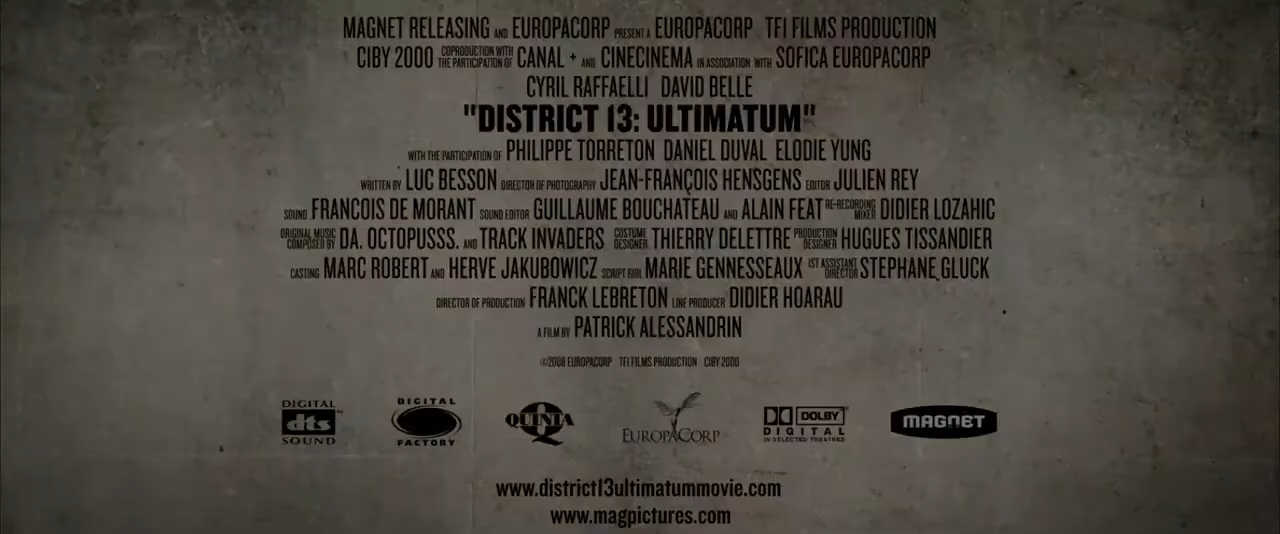 MAGNET RELEASING AND EUROPACORP PRESENT A EUROPACORP TF1 FILMS PRODUCTION
CIBY 2000 COPRODUCTION WITH THE PARTICIPATION OF CANAL + AND CINECINEMA IN ASSOCIATION WITH SOFICA EUROPACORP
CYRIL RAFFAELLI DAVID BELLE
"DISTRICT 13: ULTIMATUM"
WITH THE PARTICIPATION OF PHILIPPE TORRETON DANIEL DUVAL ELODIE YUNG
WRITTEN BY LUC BESSON DIRECTOR OF PHOTOGRAPHY JEAN-FRANÇOIS HENSGENS EDITOR JULIEN REY
SOUND FRANCOIS DE MORANT SOUND EDITOR GUILLAUME BOUCHATEAU AND ALAIN FEAT RE-RECORDING MIXER DIDIER LOZAHIC
ORIGINAL MUSIC COMPOSED BY DA. OCTOPUSSS. AND TRACK INVADERS COSTUME DESIGNER THIERRY DELETTRE PRODUCTION DESIGNER HUGUES TISSANDIER
CASTING MARC ROBERT AND HERVE JAKUBOWICZ SCRIPT GIRL MARIE GENNESSEAUX 1ST ASSISTANT DIRECTOR STEPHANE GLUCK
DIRECTOR OF PRODUCTION FRANCK LEBRETON LINE PRODUCER DIDIER HOARAU
A FILM BY PATRICK ALESSANDRIN
©2008 EUROPACORP TF1 FILMS PRODUCTION CIBY 2000
DIGITAL dts SOUND
DIGITAL FACTORY
QUINTA
EUROPACORP
DOLBY DIGITAL IN SELECTED THEATRES
MAGNET
www.district13ultimatummovie.com
www.magpictures.com